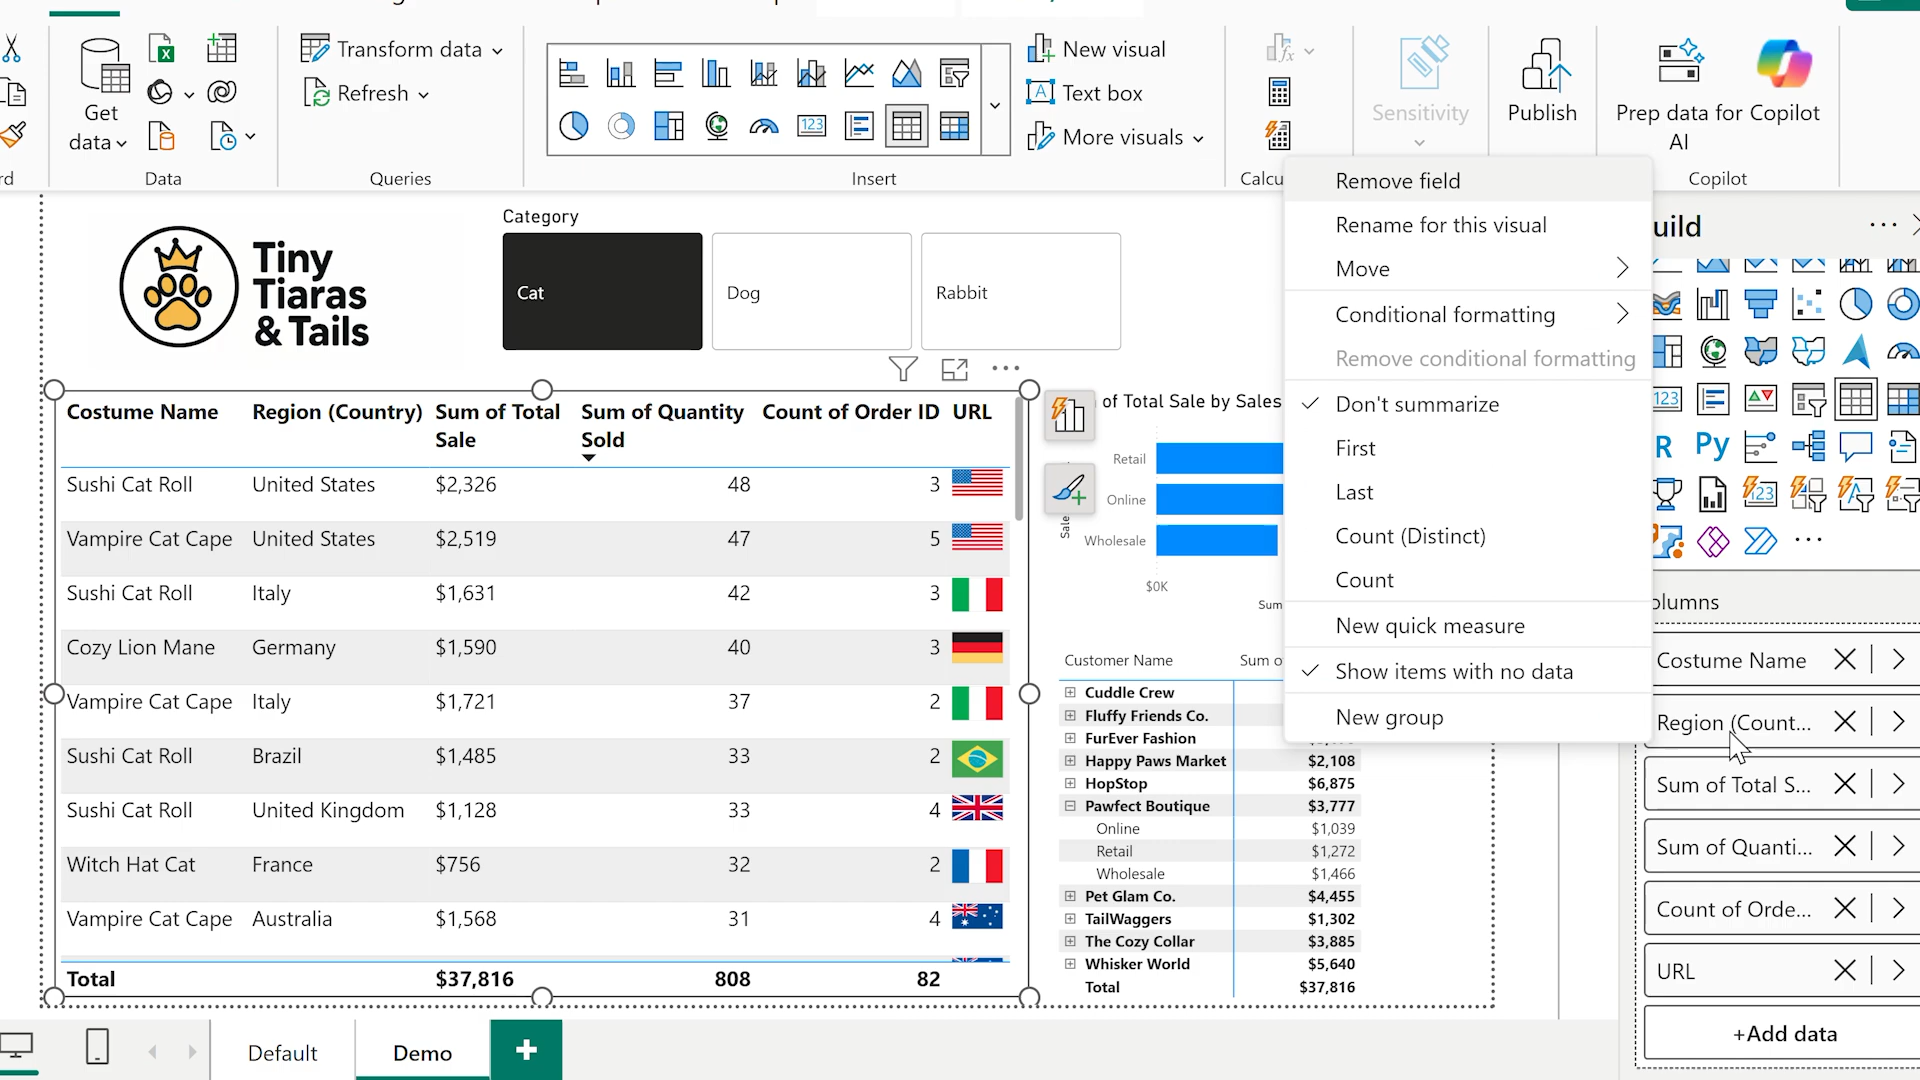 Transform data
New visual
Get
data
Refresh
Text box
More visuals
Sensitivity
Publish
Prep data for
AI
Copilot
rd
Data
Queries
Insert
Calcu
Copilot
Remove field
Rename for this visual
Move
Conditional formatting
Remove conditional formatting
Don't summarize
First
Last
Count (Distinct)
Count
New quick measure
Show items with no data
New group
uild
123
R
Py
123
olumns
Costume Name
Region (Count...
Sum of Total S...
Sum of Quanti...
Count of Orde...
URL
+Add data
Tiny
Tiaras
& Tails
Category
Cat
Dog
Rabbit
Costume Name Region (Country) Sum of Total Sale Sum of Quantity Sold Count of Order ID URL
Sushi Cat Roll United States $2,326 48 3
Vampire Cat Cape United States $2,519 47 5
Sushi Cat Roll Italy $1,631 42 3
Cozy Lion Mane Germany $1,590 40 3
Vampire Cat Cape Italy $1,721 37 2
Sushi Cat Roll Brazil $1,485 33 2
Sushi Cat Roll United Kingdom $1,128 33 4
Witch Hat Cat France $756 32 2
Vampire Cat Cape Australia $1,568 31 4
Total $37,816 808 82
of Total Sale by Sales
Sale
Retail
Online
Wholesale
$0K
Sum
Customer Name Sum o
Cuddle Crew
Fluffy Friends Co.
FurEver Fashion
Happy Paws Market $2,108
HopStop $6,875
Pawfect Boutique $3,777
Online $1,039
Retail $1,272
Wholesale $1,466
Pet Glam Co. $4,455
TailWaggers $1,302
The Cozy Collar $3,885
Whisker World $5,640
Total $37,816
Default
Demo